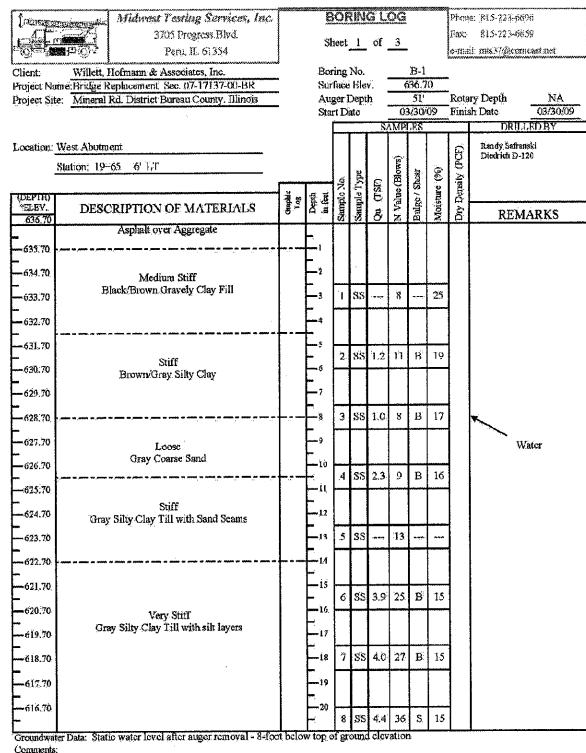 Midwest Testing Services, Inc.
3705 Progress Blvd.
Peru, IL 61354
BORING LOG
Sheet 1 of 3
Phone: 815-223-6696
Fax: 815-223-6659
e-mail: mts37@comcast.net
Client: Willett, Hofmann & Associates, Inc.
Project Name: Bridge Replacement Sec. 07-17137-00-BR
Project Site: Mineral Rd. District Bureau County, Illinois
Boring No. B-1
Surface Elev. 636.70
Auger Depth 51' Rotary Depth NA
Start Date 03/30/09 Finish Date 03/30/09
Location: West Abutment
Station: 19+65 6' LT
SAMPLES
DRILLED BY
Randy Safranski
Diedrich D-120
(DEPTH) ELEV. 636.70
DESCRIPTION OF MATERIALS
Graphic Log
Depth in feet
Sample No.
Sample Type
Qu (TSF)
N Value (Blows)
Bulge / Shear
Moisture (%)
Dry Density (PCF)
REMARKS
Asphalt over Aggregate
635.70 1
634.70 2
Medium Stiff
Black/Brown Gravely Clay Fill
633.70 3 1 SS --- 8 --- 25
632.70 4
631.70 5
2 SS 1.2 11 B 19
Stiff
Brown/Gray Silty Clay
630.70 6
629.70 7
628.70 8 3 SS 1.0 8 B 17
Water
627.70 9
Loose
Gray Coarse Sand
626.70 10
4 SS 2.3 9 B 16
625.70 11
Stiff
Gray Silty Clay Till with Sand Seams
624.70 12
623.70 13 5 SS --- 13 --- ---
622.70 14
621.70 15
6 SS 3.9 25 B 15
620.70 16
Very Stiff
Gray Silty Clay Till with silt layers
619.70 17
618.70 18 7 SS 4.0 27 B 15
617.70 19
616.70 20
8 SS 4.4 36 S 15
Groundwater Data: Static water level after auger removal - 8-foot below top of ground elevation
Comments: